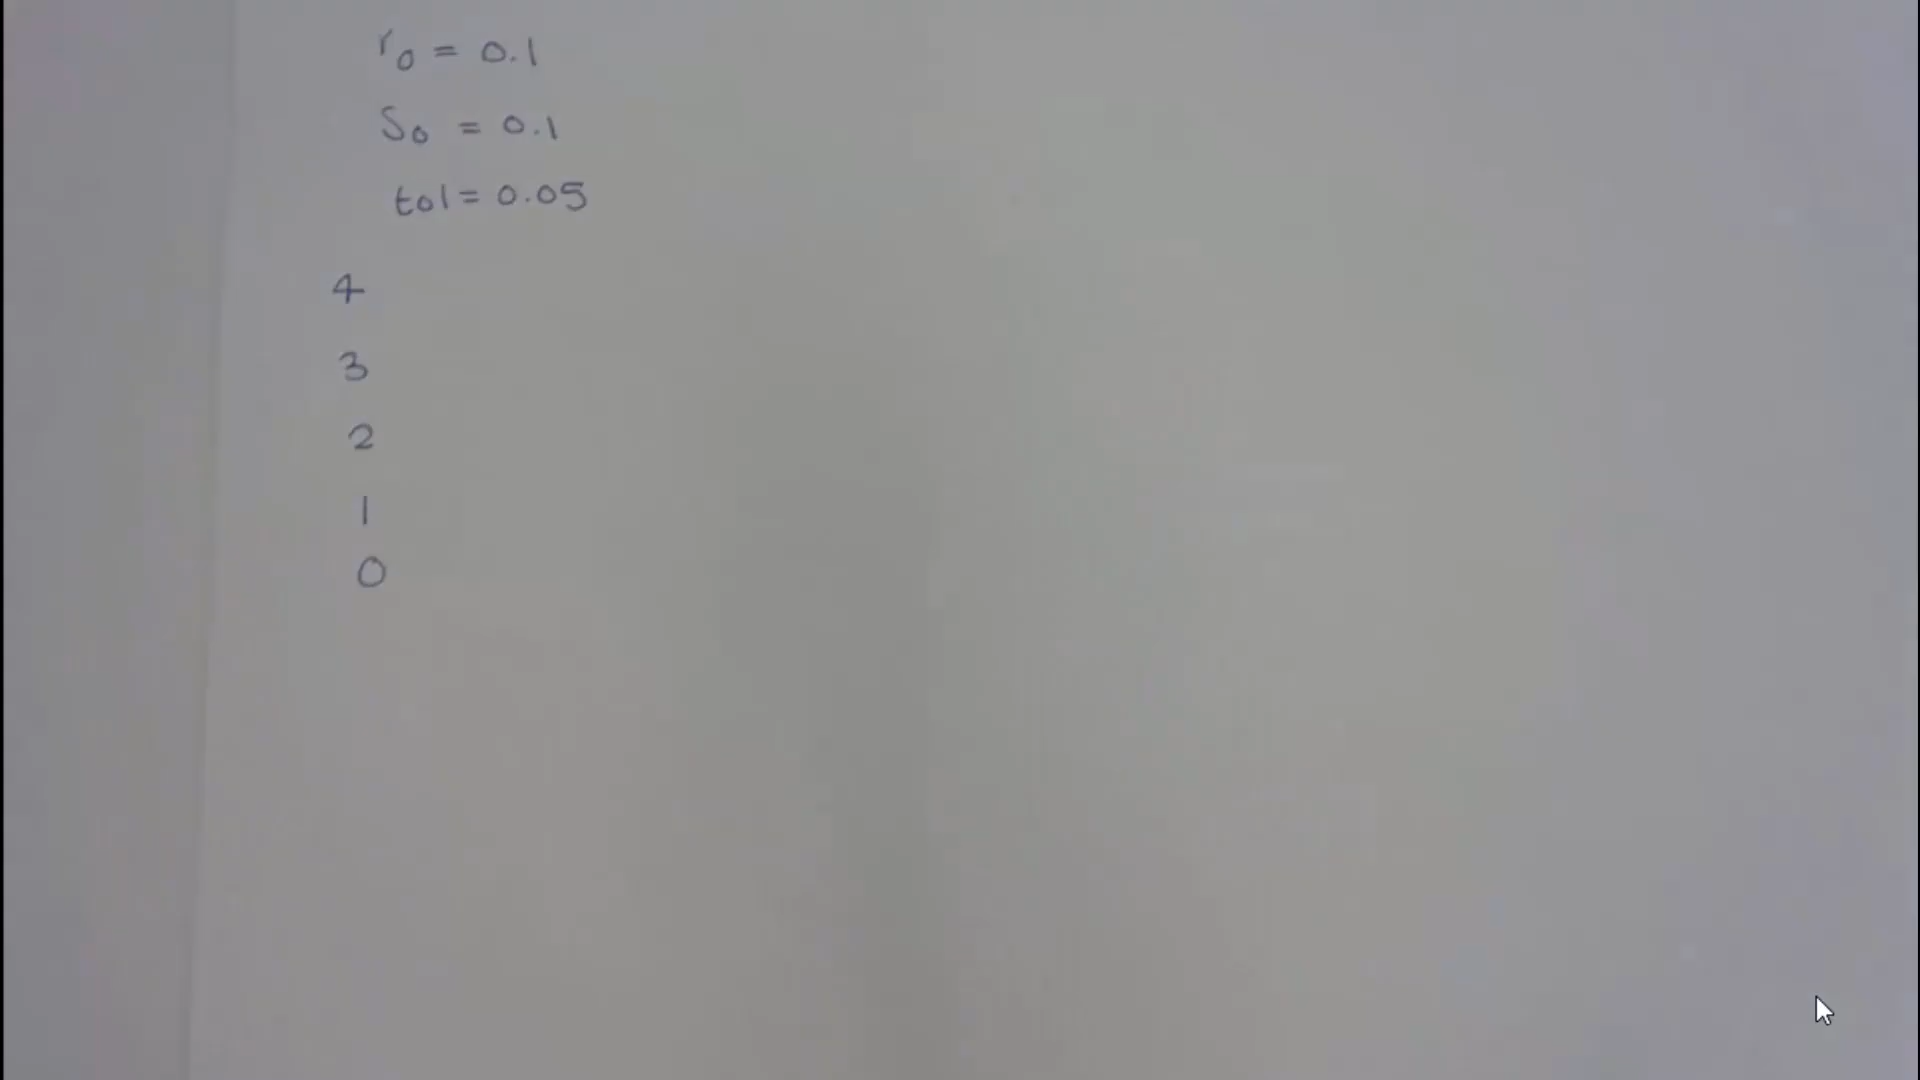 r₀ = 0.1
S₀ = 0.1
tol = 0.05
4
3
2
1
0